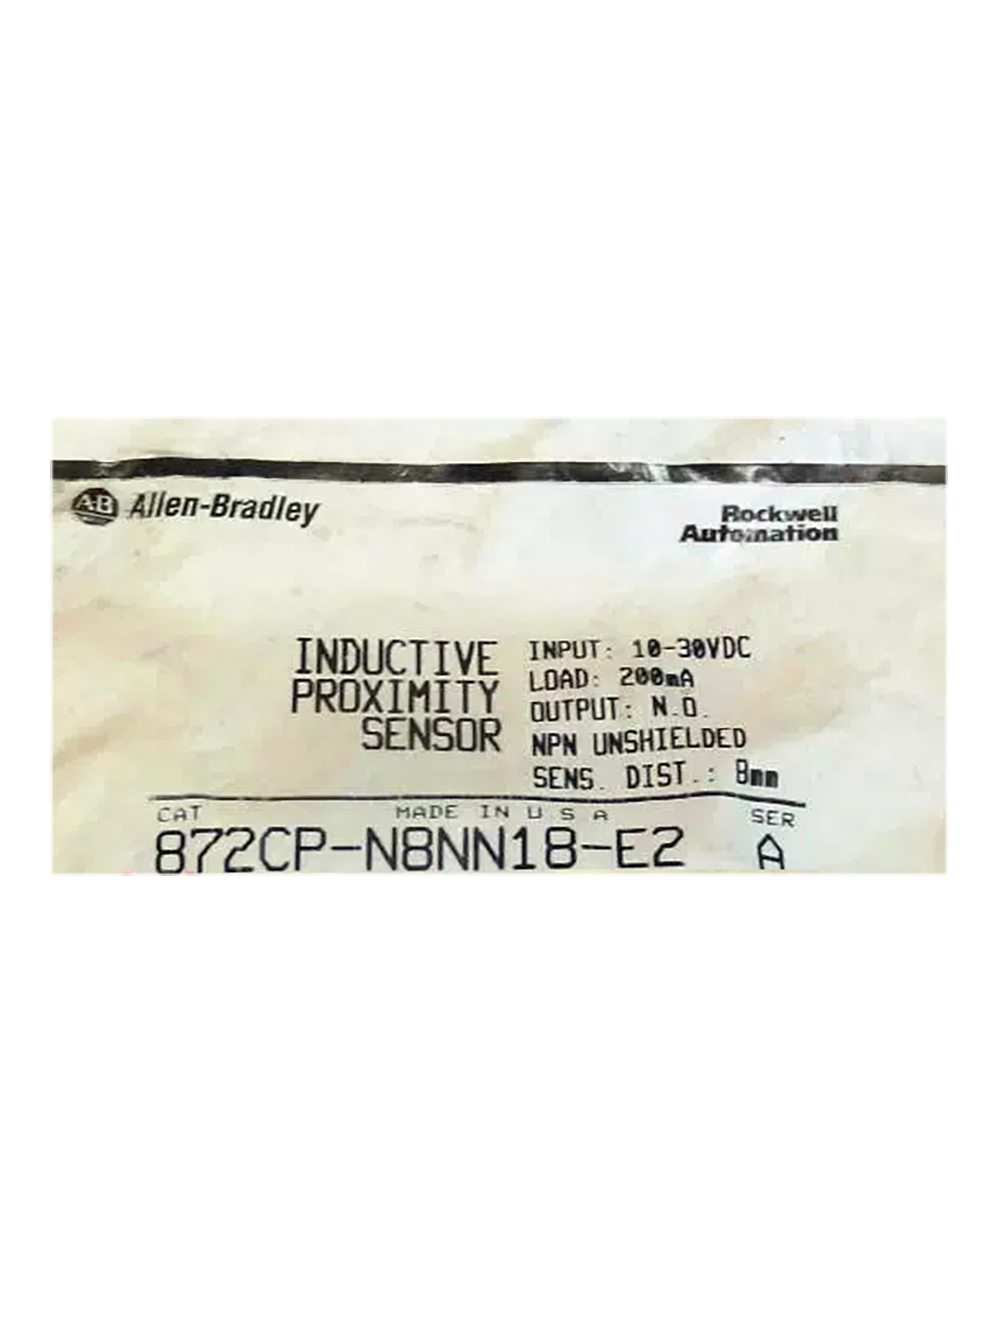 AB Allen-Bradley
Rockwell
Automation
INDUCTIVE
PROXIMITY
SENSOR
INPUT: 10-30VDC
LOAD: 200mA
OUTPUT: N.O.
NPN UNSHIELDED
SENS. DIST.: 8mm
CAT MADE IN U S A SER
872CP-N8NN18-E2 A